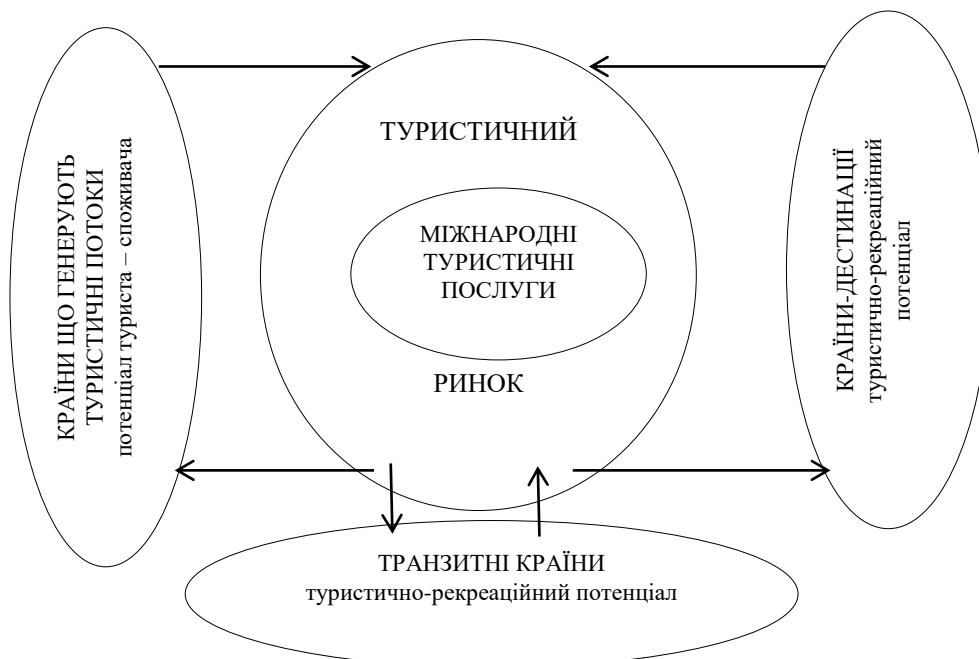 КРАЇНИ ЩО ГЕНЕРУЮТЬ
ТУРИСТИЧНІ ПОТОКИ
потенціал туриста – споживача
ТУРИСТИЧНИЙ
МІЖНАРОДНІ
ТУРИСТИЧНІ
ПОСЛУГИ
РИНОК
КРАЇНИ-ДЕСТИНАЦІЇ
туристично-рекреаційний
потенціал
ТРАНЗИТНІ КРАЇНИ
туристично-рекреаційний потенціал